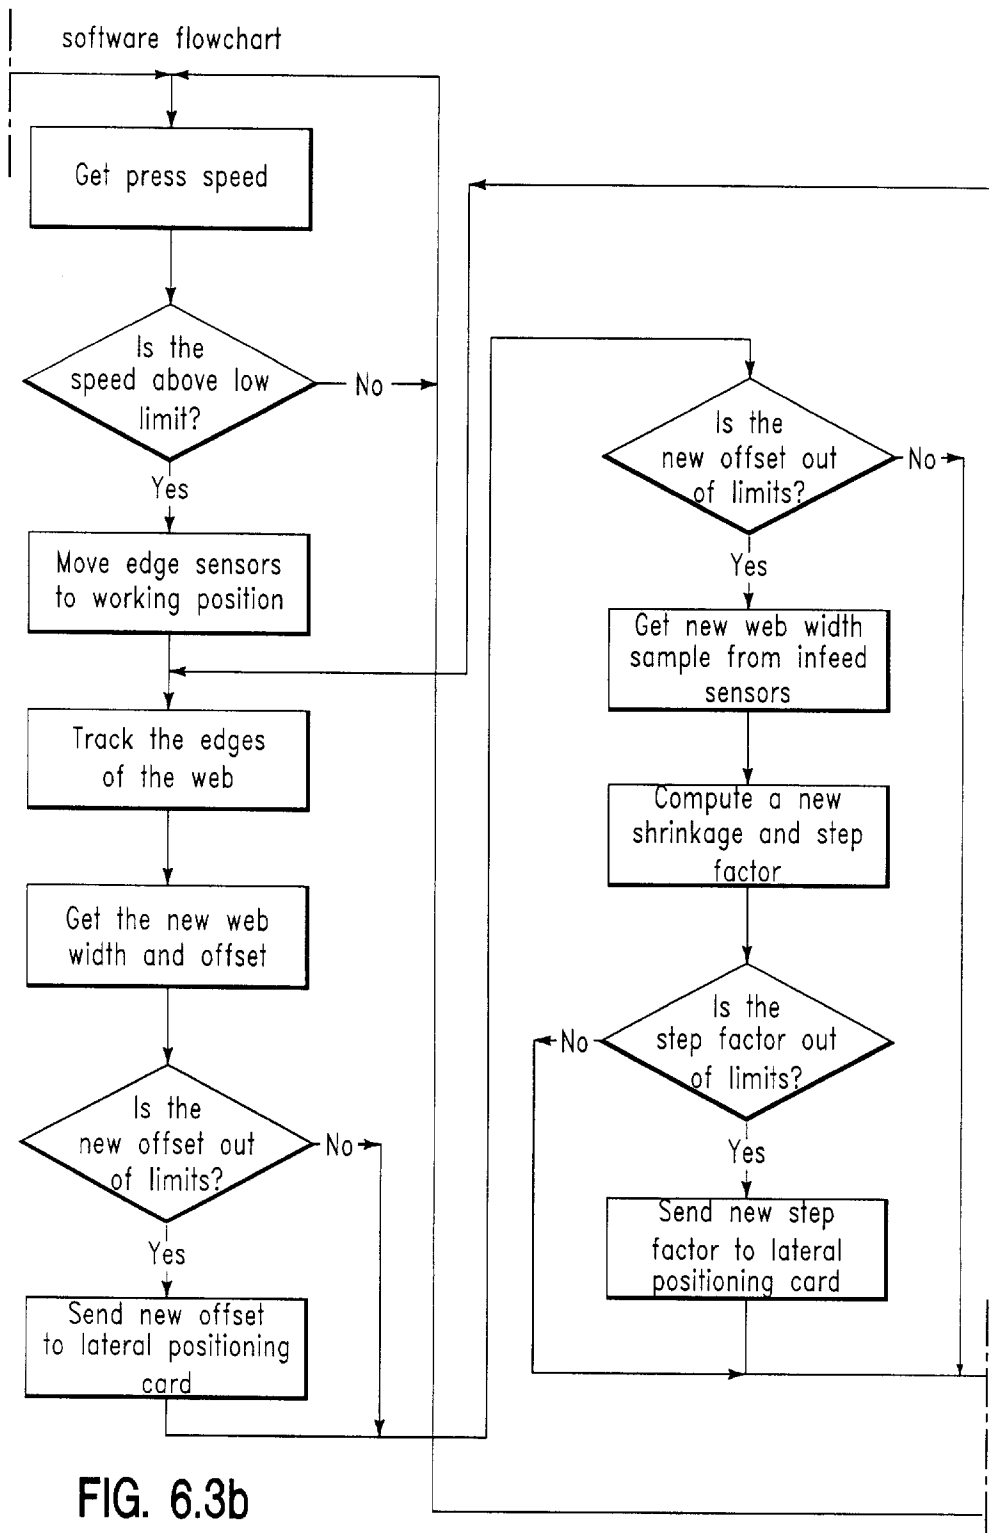 software flowchart
Get press speed
Is the
speed above low
limit?
No
Yes
Move edge sensors
to working position
Track the edges
of the web
Get the new web
width and offset
Is the
new offset out
of limits?
No
Yes
Send new offset
to lateral positioning
card
Is the
new offset out
of limits?
No
Yes
Get new web width
sample from infeed
sensors
Compute a new
shrinkage and step
factor
Is the
step factor out
of limits?
No
Yes
Send new step
factor to lateral
positioning card
FIG. 6.3b